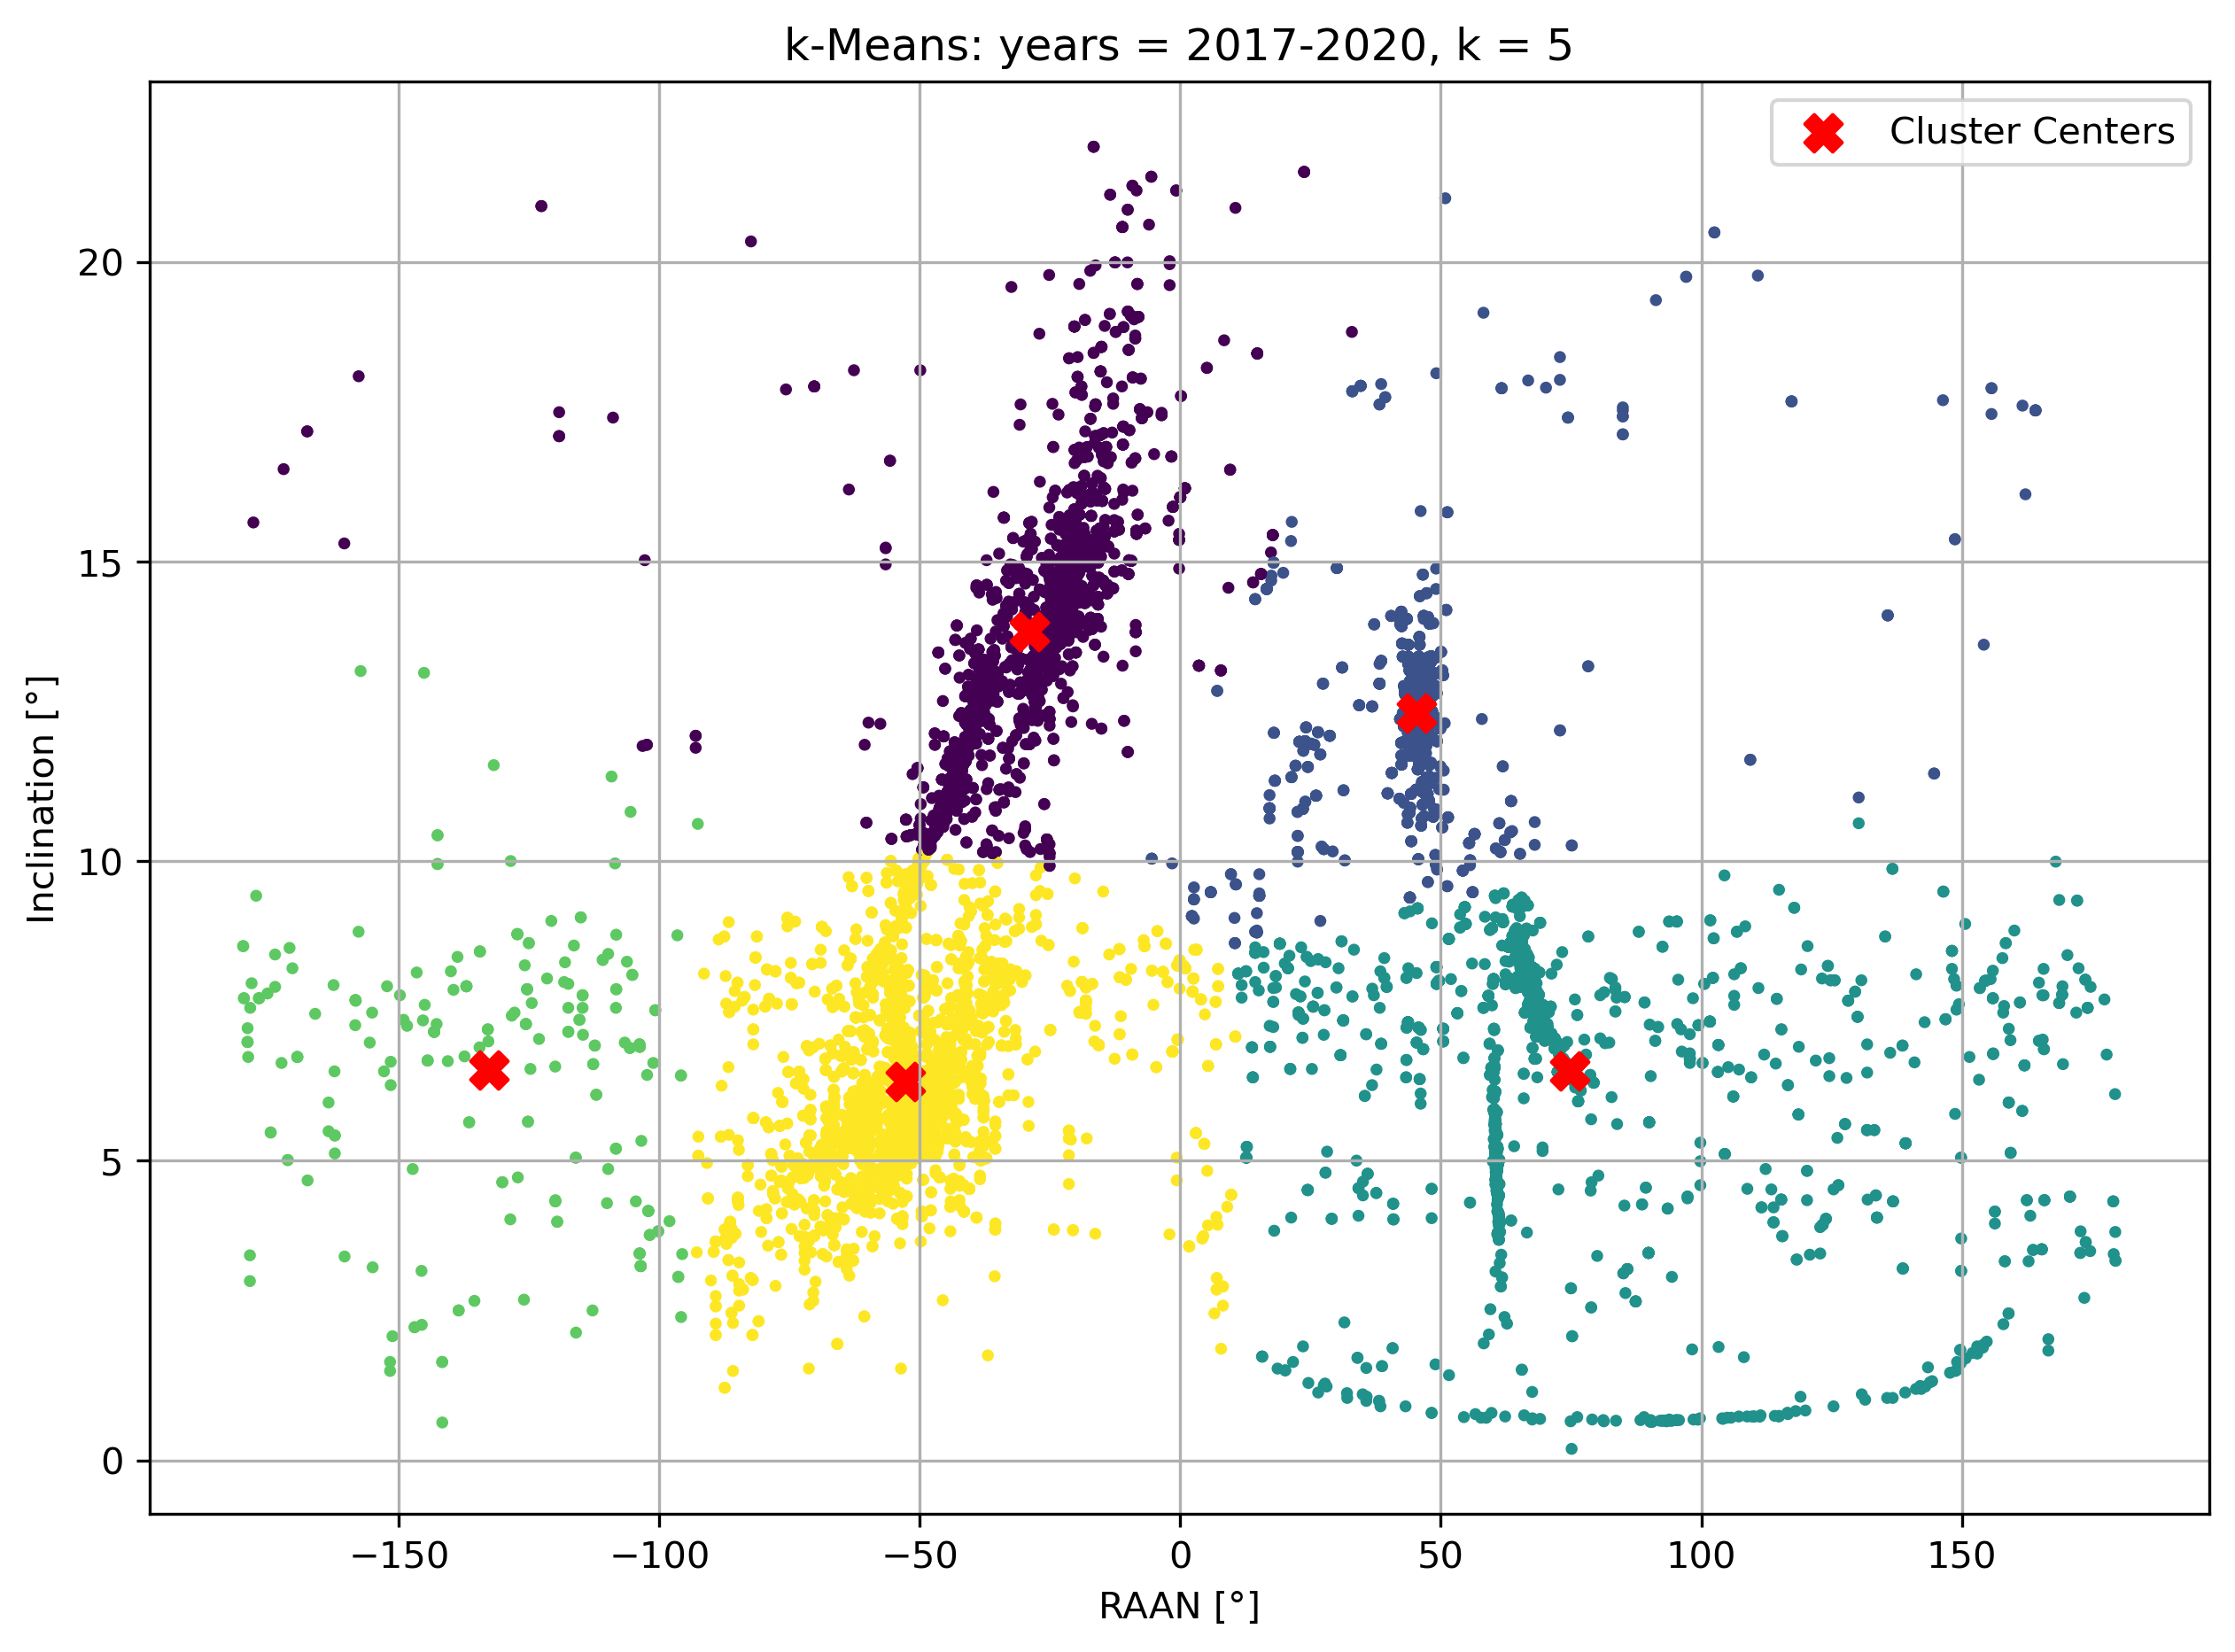 k-Means: years = 2017-2020, k = 5
Cluster Centers
Inclination [°]
20
15
10
5
0
−150 −100 −50 0 50 100 150
RAAN [°]